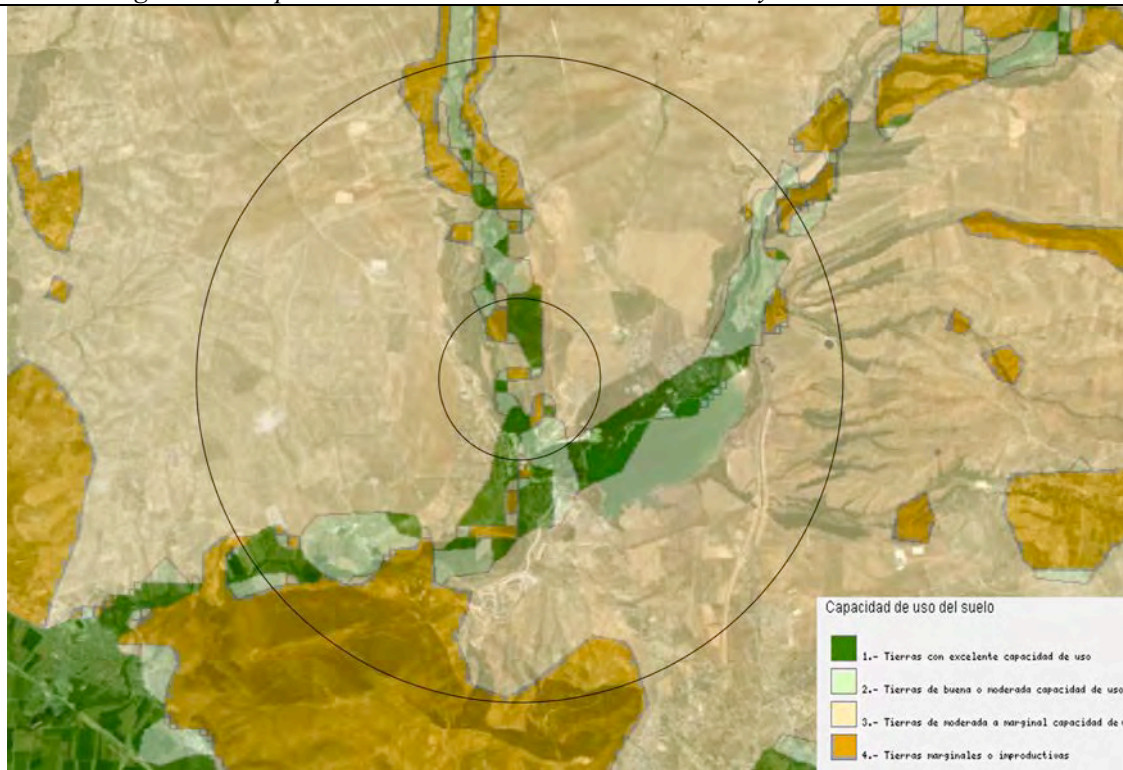 Capacidad de uso del suelo
1.- Tierras con excelente capacidad de uso
2.- Tierras de buena o moderada capacidad de uso
3.- Tierras de moderada a marginal capacidad de
4.- Tierras marginales o improductivas